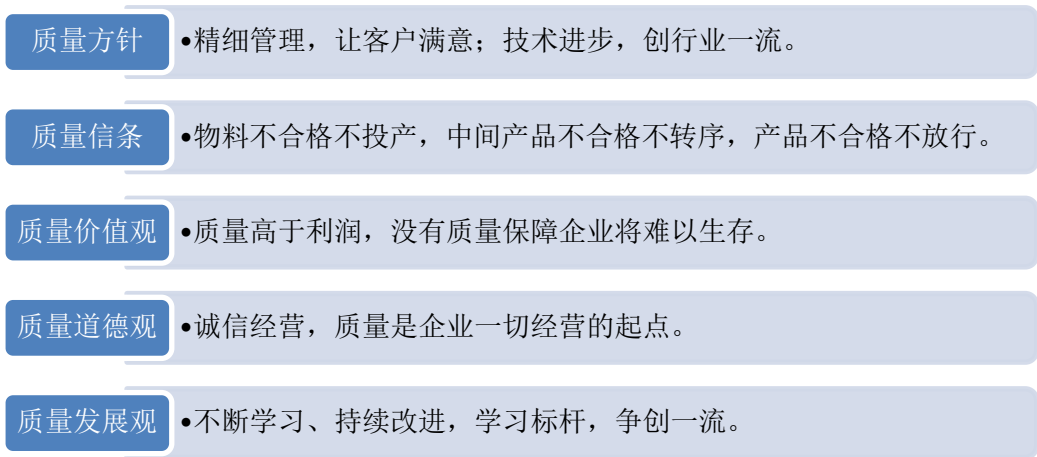 质量方针
•精细管理，让客户满意；技术进步，创行业一流。
质量信条
•物料不合格不投产，中间产品不合格不转序，产品不合格不放行。
质量价值观
•质量高于利润，没有质量保障企业将难以生存。
质量道德观
•诚信经营，质量是企业一切经营的起点。
质量发展观
•不断学习、持续改进，学习标杆，争创一流。